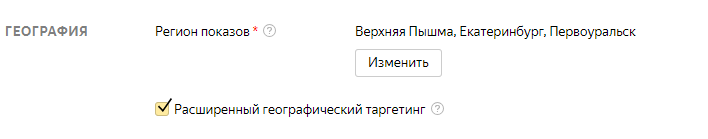 ГЕОГРАФИЯ Регион показов * ? Верхняя Пышма, Екатеринбург, Первоуральск
Изменить
Расширенный географический таргетинг ?